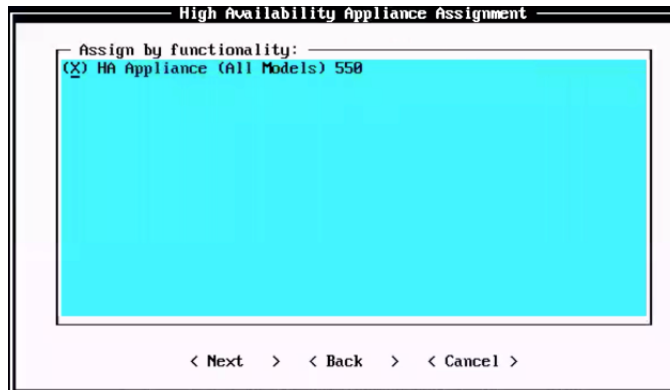 High Availability Appliance Assignment
Assign by functionality:
(X) HA Appliance (All Models) 550
< Next > < Back > < Cancel >